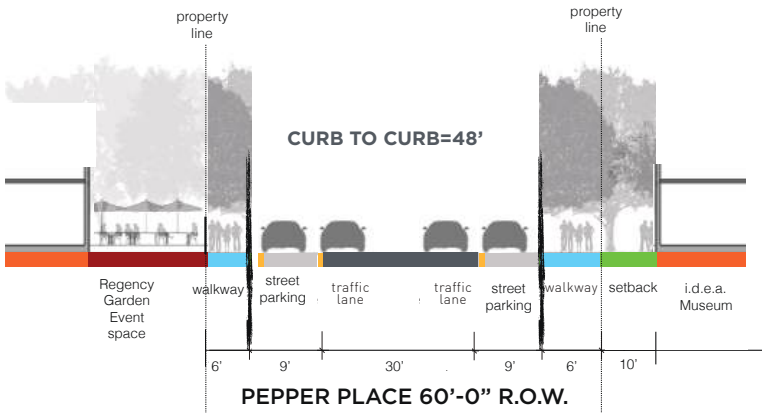 property
line
property
line
CURB TO CURB=48’
Regency
Garden
Event
space
walkway
street
parking
traffic
lane
traffic
lane
street
parking
walkway
setback
i.d.e.a.
Museum
6’
9’
30’
9’
6’
10’
PEPPER PLACE 60’-0” R.O.W.